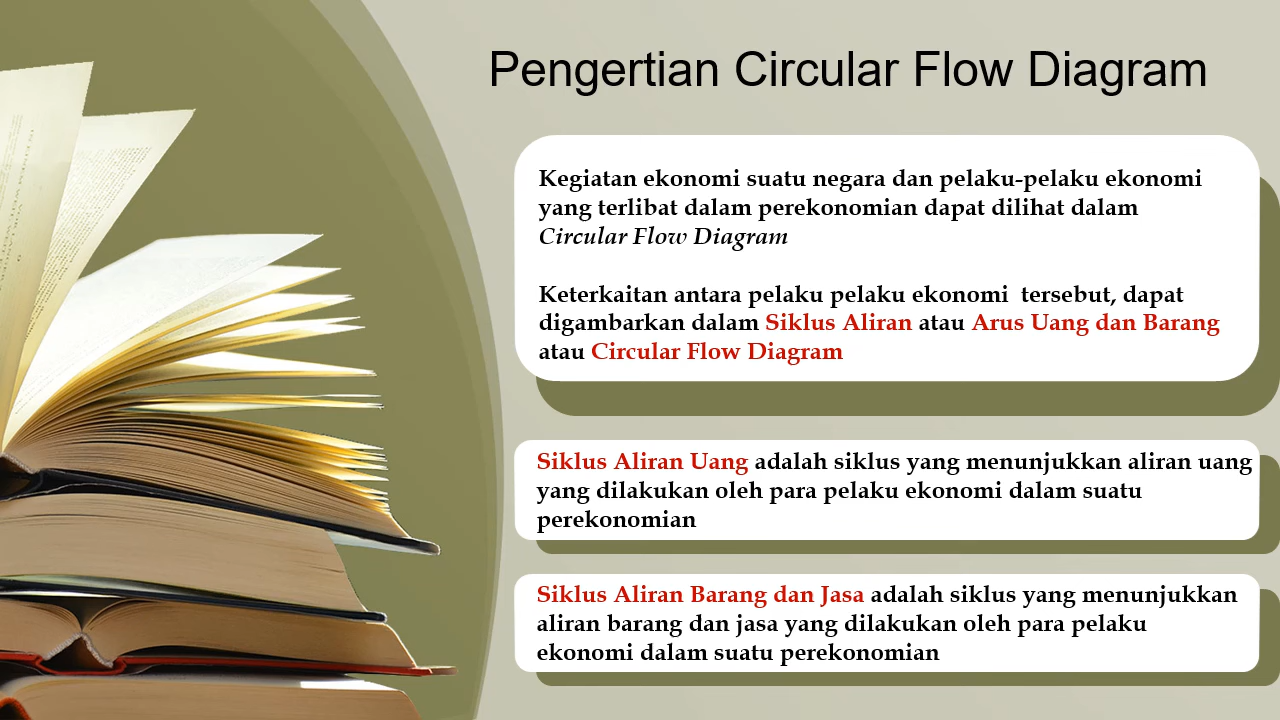 Pengertian Circular Flow Diagram
Kegiatan ekonomi suatu negara dan pelaku-pelaku ekonomi
yang terlibat dalam perekonomian dapat dilihat dalam
Circular Flow Diagram
Keterkaitan antara pelaku pelaku ekonomi  tersebut, dapat
digambarkan dalam Siklus Aliran atau Arus Uang dan Barang
atau Circular Flow Diagram
Siklus Aliran Uang adalah siklus yang menunjukkan aliran uang
yang dilakukan oleh para pelaku ekonomi dalam suatu
perekonomian
Siklus Aliran Barang dan Jasa adalah siklus yang menunjukkan
aliran barang dan jasa yang dilakukan oleh para pelaku
ekonomi dalam suatu perekonomian